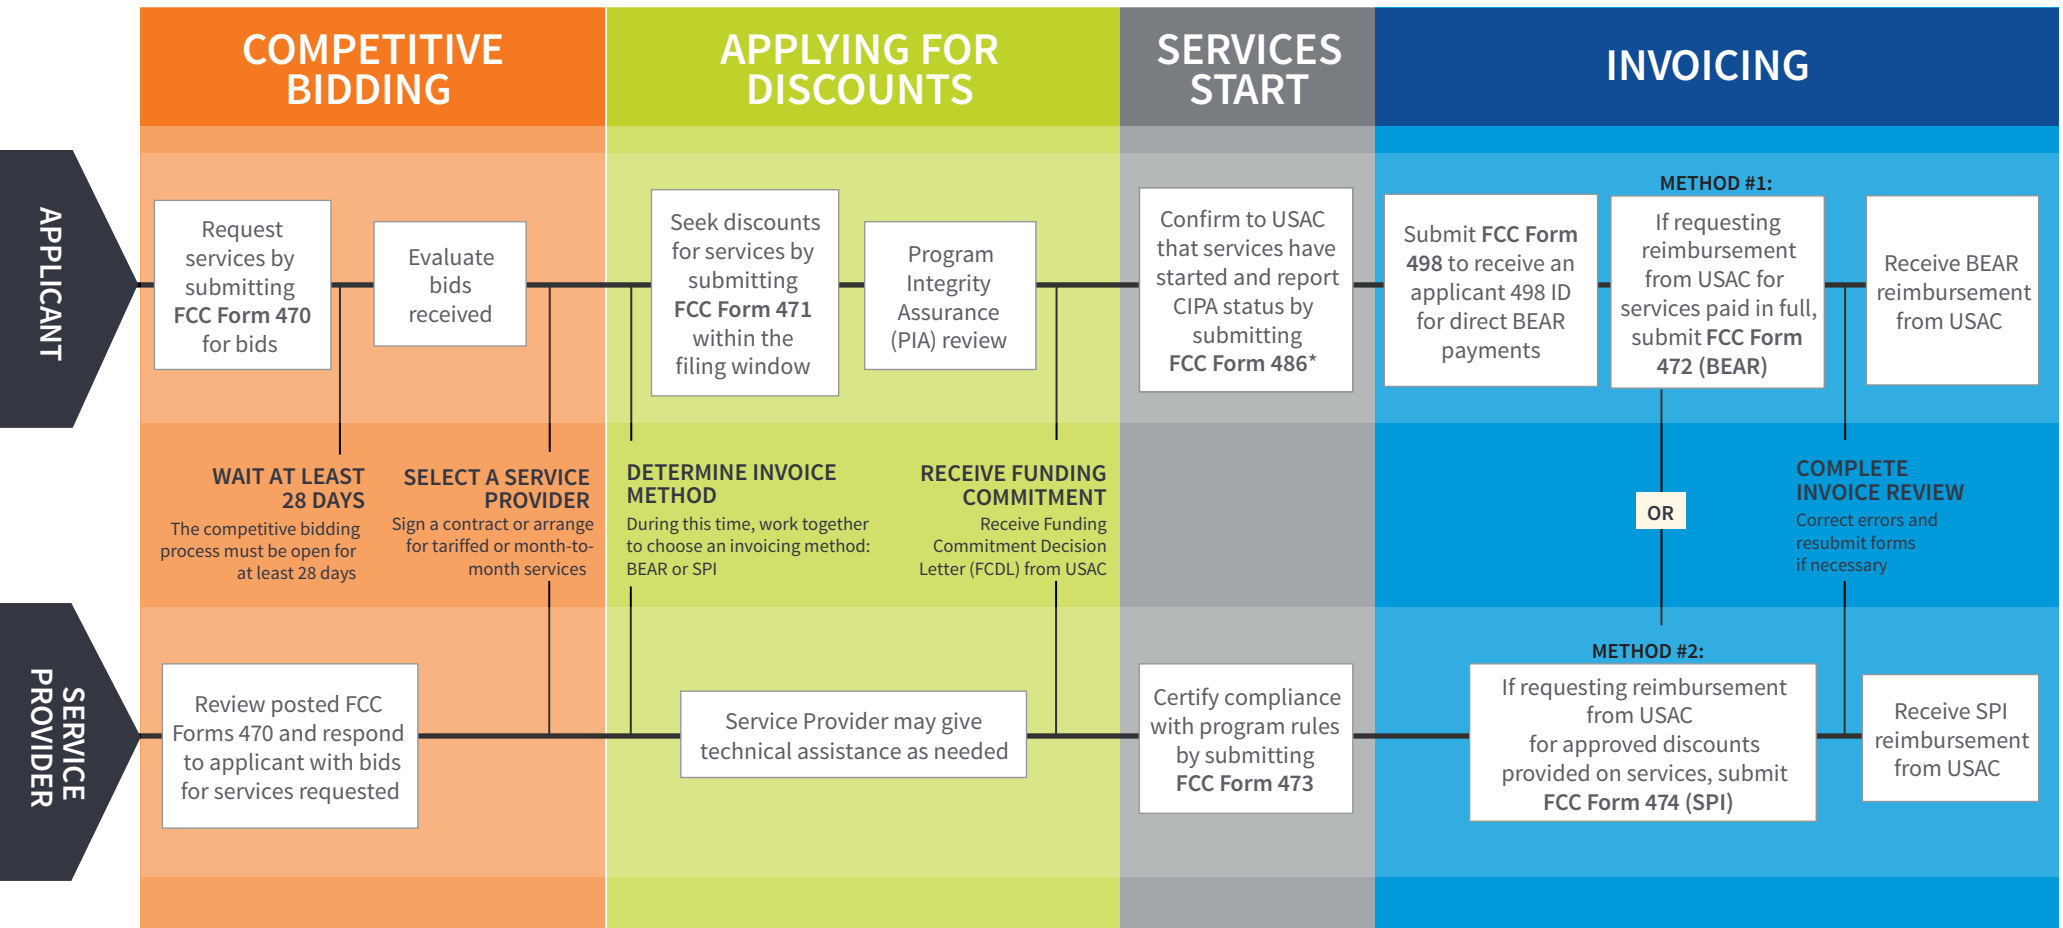 COMPETITIVE
BIDDING
APPLYING FOR
DISCOUNTS
SERVICES
START
INVOICING
APPLICANT
Request
services by
submitting
FCC Form 470
for bids
Evaluate
bids
received
Seek discounts
for services by
submitting
FCC Form 471
within the
filing window
Program
Integrity
Assurance
(PIA) review
Confirm to USAC
that services have
started and report
CIPA status by
submitting
FCC Form 486*
Submit FCC Form
498 to receive an
applicant 498 ID
for direct BEAR
payments
METHOD #1:
If requesting
reimbursement
from USAC for
services paid in full,
submit FCC Form
472 (BEAR)
Receive BEAR
reimbursement
from USAC
WAIT AT LEAST
28 DAYS
The competitive bidding
process must be open for
at least 28 days
SELECT A SERVICE
PROVIDER
Sign a contract or arrange
for tariffed or month-to-
month services
DETERMINE INVOICE
METHOD
During this time, work together
to choose an invoicing method:
BEAR or SPI
RECEIVE FUNDING
COMMITMENT
Receive Funding
Commitment Decision
Letter (FCDL) from USAC
OR
COMPLETE
INVOICE REVIEW
Correct errors and
resubmit forms
if necessary
SERVICE
PROVIDER
Review posted FCC
Forms 470 and respond
to applicant with bids
for services requested
Service Provider may give
technical assistance as needed
Certify compliance
with program rules
by submitting
FCC Form 473
METHOD #2:
If requesting reimbursement
from USAC
for approved discounts
provided on services, submit
FCC Form 474 (SPI)
Receive SPI
reimbursement
from USAC